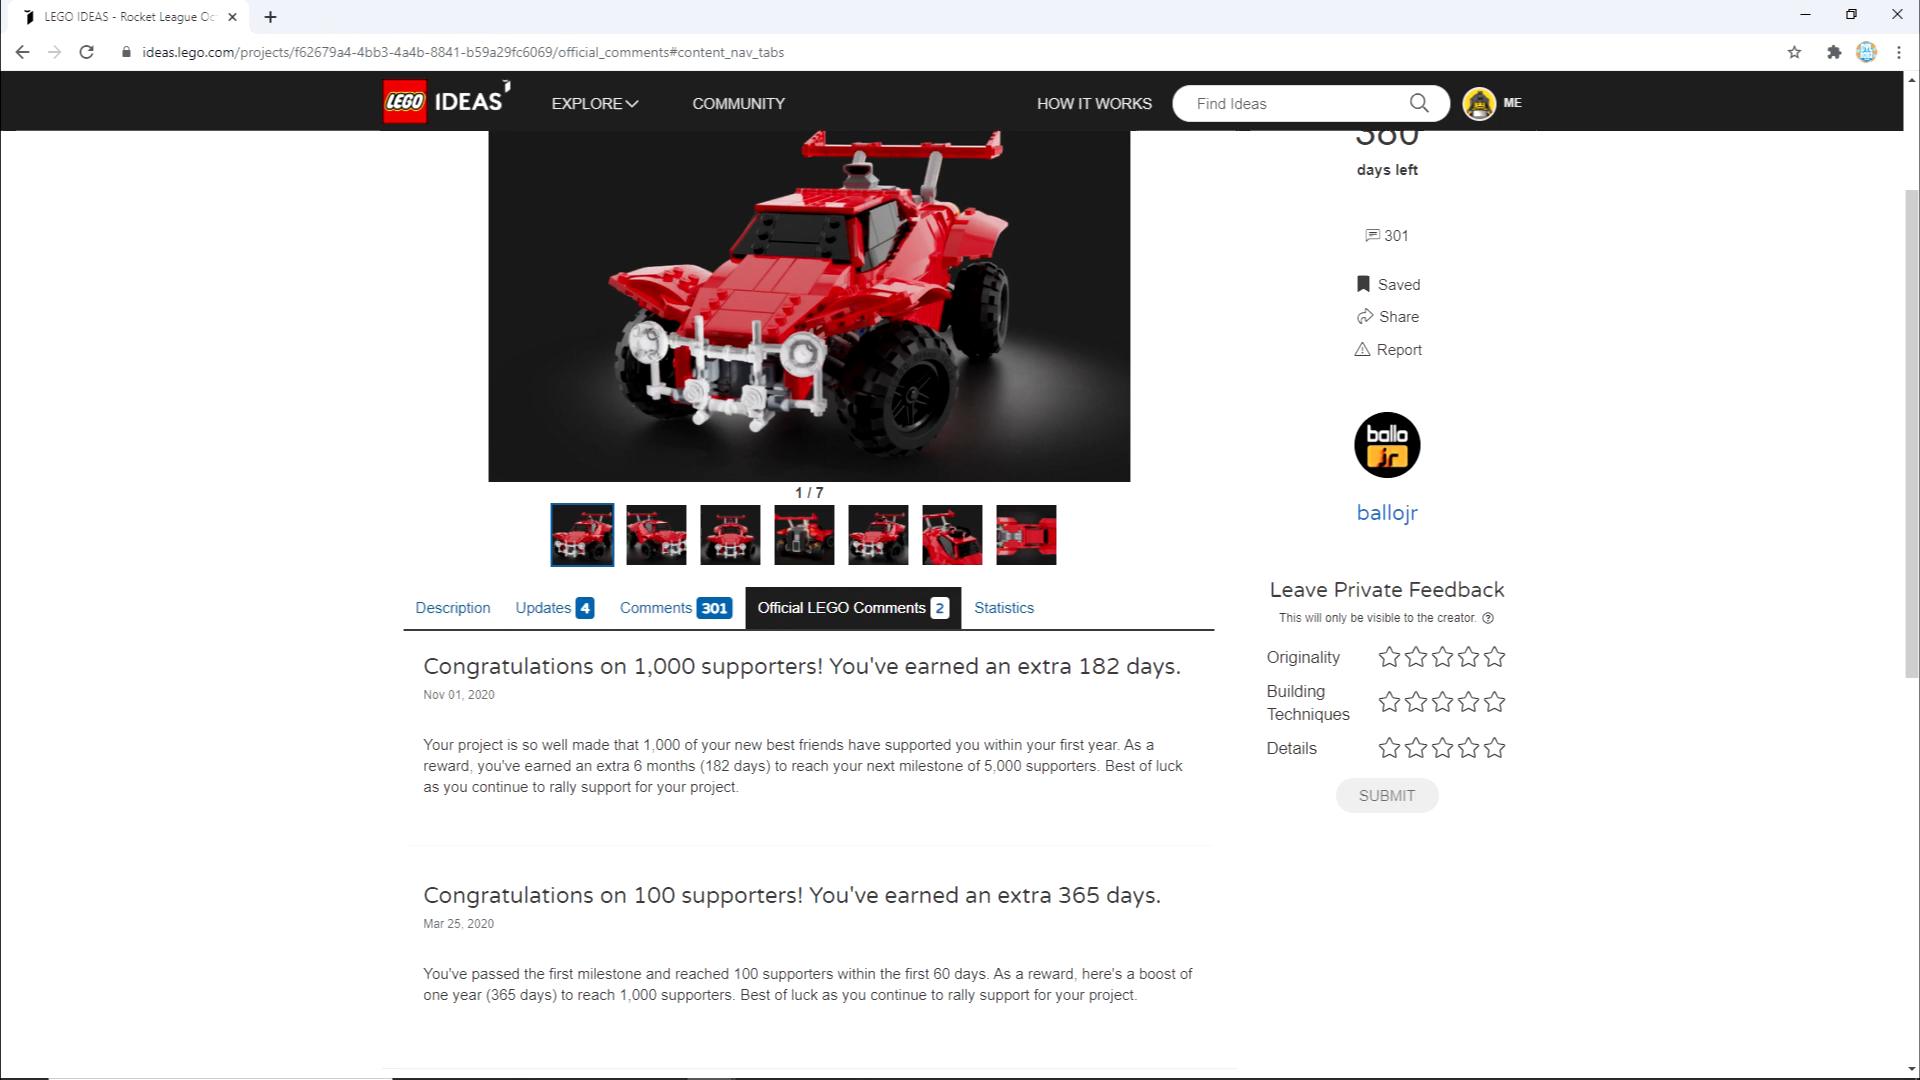 LEGO IDEAS - Rocket League Oc
ideas.lego.com/projects/f62679a4-4bb3-4a4b-8841-b59a29fc6069/official_comments#content_nav_tabs
LEGO IDEAS
EXPLORE
COMMUNITY
HOW IT WORKS
Find Ideas
ME
days left
301
Saved
Share
Report
ballo
jr
ballojr
1 / 7
Description
Updates 4
Comments 301
Official LEGO Comments 2
Statistics
Congratulations on 1,000 supporters! You've earned an extra 182 days.
Nov 01, 2020
Your project is so well made that 1,000 of your new best friends have supported you within your first year. As a
reward, you've earned an extra 6 months (182 days) to reach your next milestone of 5,000 supporters. Best of luck
as you continue to rally support for your project.
Congratulations on 100 supporters! You've earned an extra 365 days.
Mar 25, 2020
You've passed the first milestone and reached 100 supporters within the first 60 days. As a reward, here's a boost of
one year (365 days) to reach 1,000 supporters. Best of luck as you continue to rally support for your project.
Leave Private Feedback
This will only be visible to the creator.
Originality
Building
Techniques
Details
SUBMIT